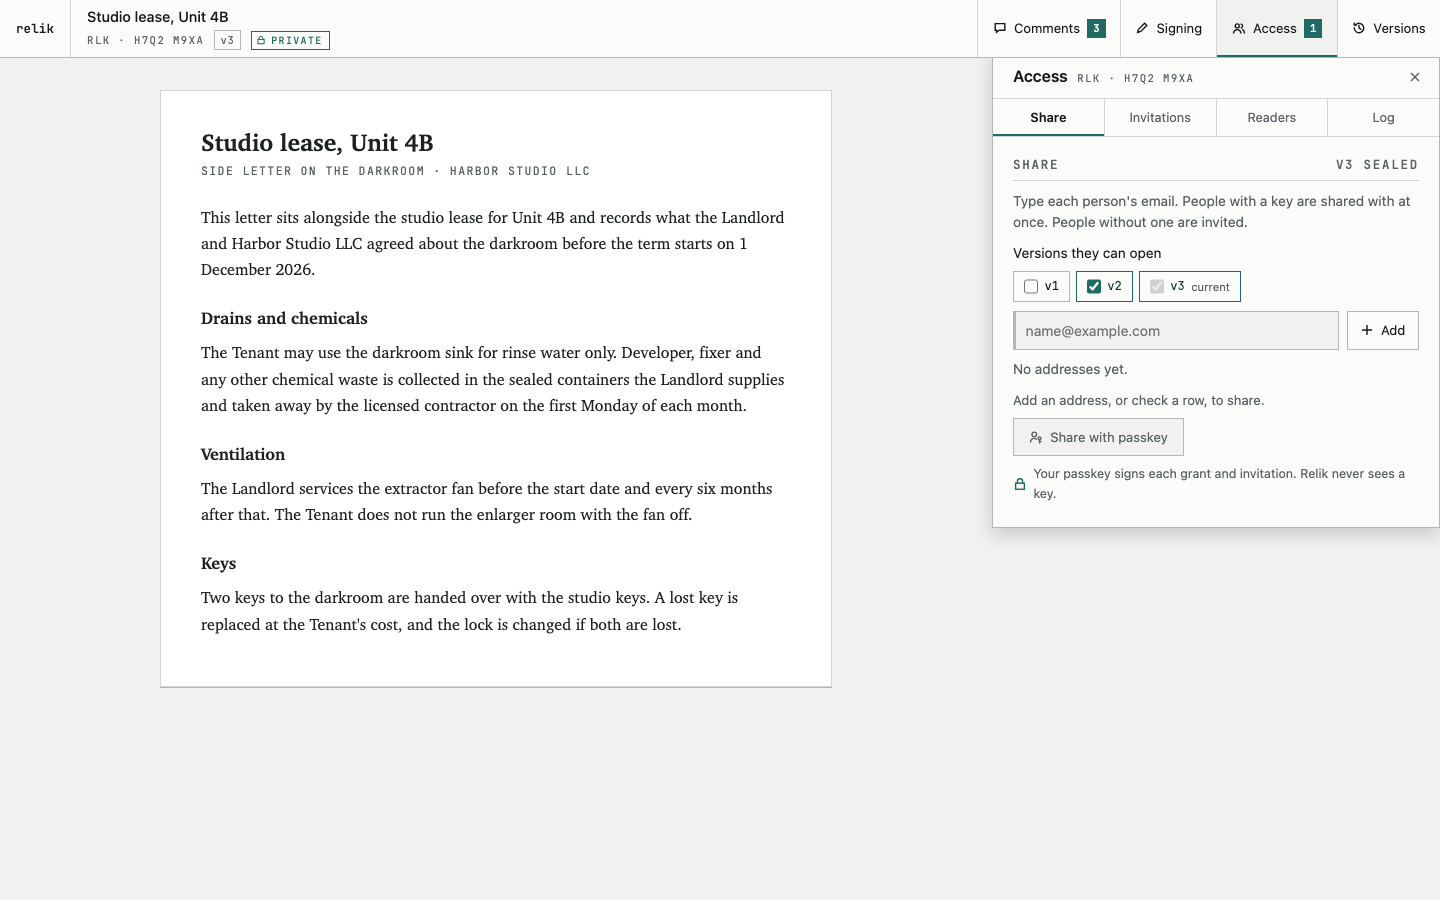 relik
Studio lease, Unit 4B
RLK · H7Q2 M9XA v3 PRIVATE
Comments 3
Signing
Access 1
Versions
Studio lease, Unit 4B
SIDE LETTER ON THE DARKROOM · HARBOR STUDIO LLC
This letter sits alongside the studio lease for Unit 4B and records what the Landlord
and Harbor Studio LLC agreed about the darkroom before the term starts on 1
December 2026.
Drains and chemicals
The Tenant may use the darkroom sink for rinse water only. Developer, fixer and
any other chemical waste is collected in the sealed containers the Landlord supplies
and taken away by the licensed contractor on the first Monday of each month.
Ventilation
The Landlord services the extractor fan before the start date and every six months
after that. The Tenant does not run the enlarger room with the fan off.
Keys
Two keys to the darkroom are handed over with the studio keys. A lost key is
replaced at the Tenant's cost, and the lock is changed if both are lost.
Access RLK · H7Q2 M9XA
Share Invitations Readers Log
SHARE V3 SEALED
Type each person's email. People with a key are shared with at
once. People without one are invited.
Versions they can open
v1 v2 v3 current
name@example.com Add
No addresses yet.
Add an address, or check a row, to share.
Share with passkey
Your passkey signs each grant and invitation. Relik never sees a
key.